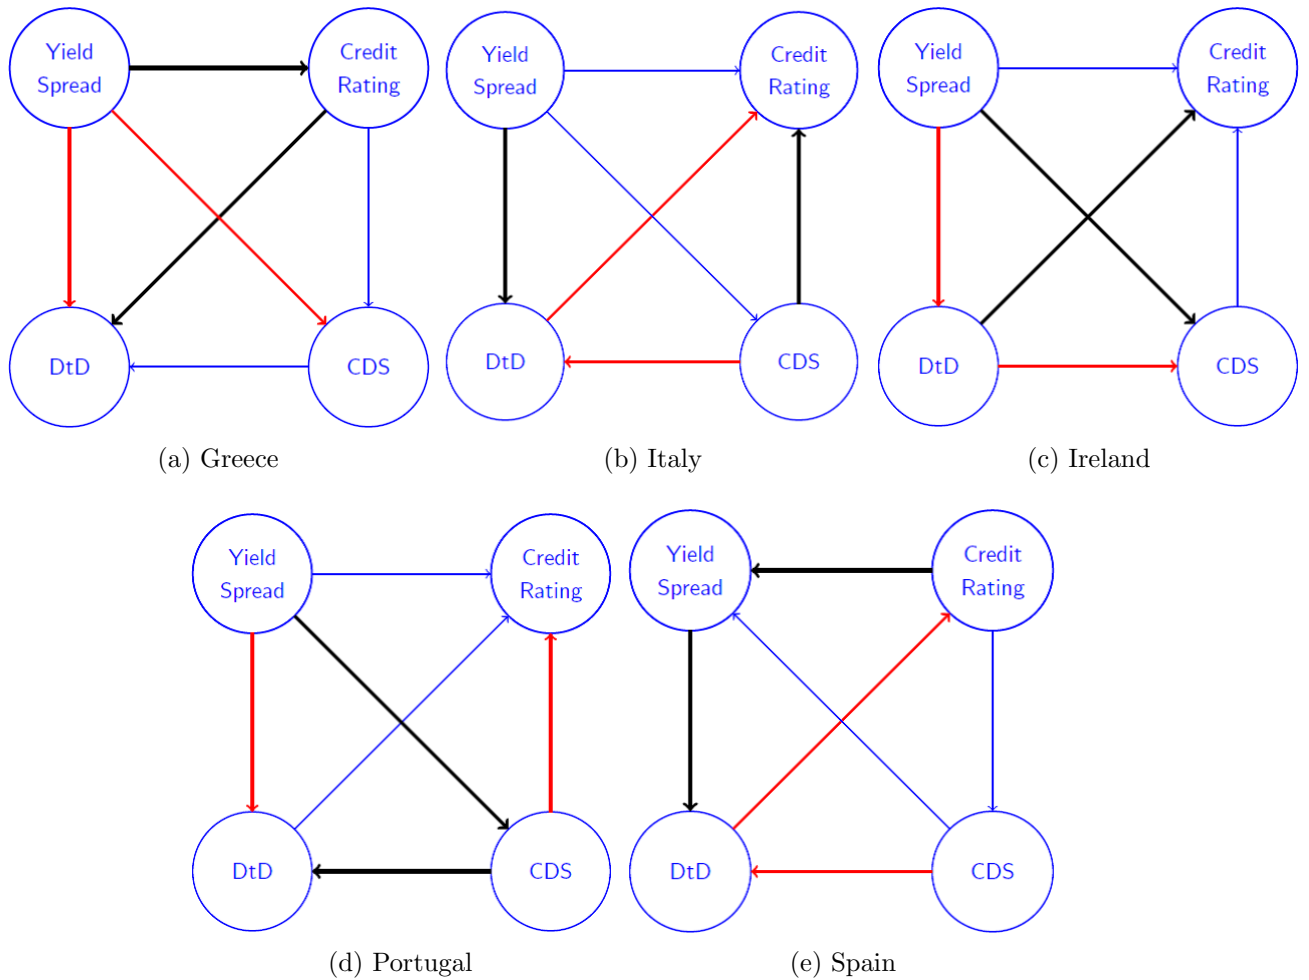 Yield
Spread
Credit
Rating
DtD
CDS
(a) Greece
Yield
Spread
Credit
Rating
DtD
CDS
(b) Italy
Yield
Spread
Credit
Rating
DtD
CDS
(c) Ireland
Yield
Spread
Credit
Rating
DtD
CDS
(d) Portugal
Yield
Spread
Credit
Rating
DtD
CDS
(e) Spain